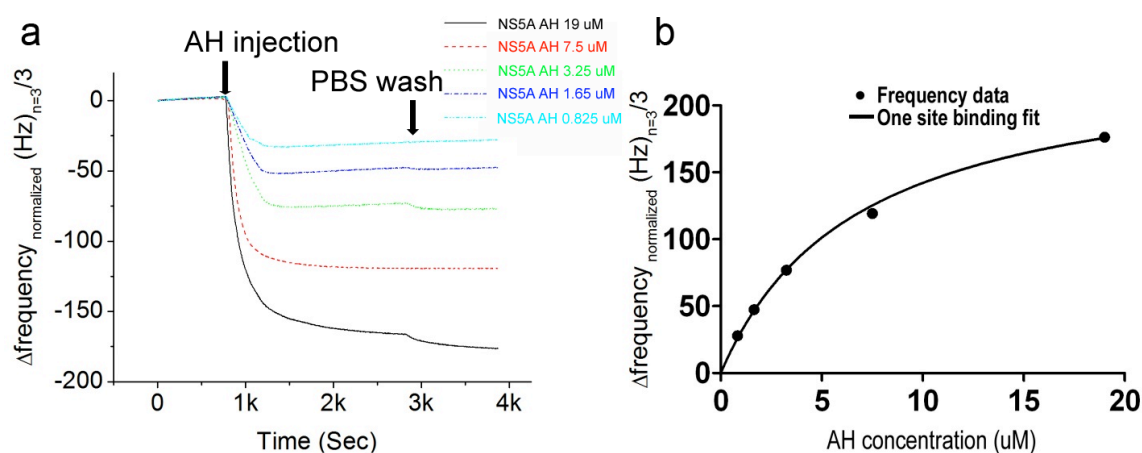 a
AH injection
PBS wash
NS5A AH 19 uM
NS5A AH 7.5 uM
NS5A AH 3.25 uM
NS5A AH 1.65 uM
NS5A AH 0.825 uM
Δfrequency normalized (Hz)n=3/3
0
-50
-100
-150
-200
0 1k 2k 3k 4k
Time (Sec)
b
Frequency data
One site binding fit
Δfrequency normalized (Hz)n=3/3
200
150
100
50
0
0 5 10 15 20
AH concentration (uM)